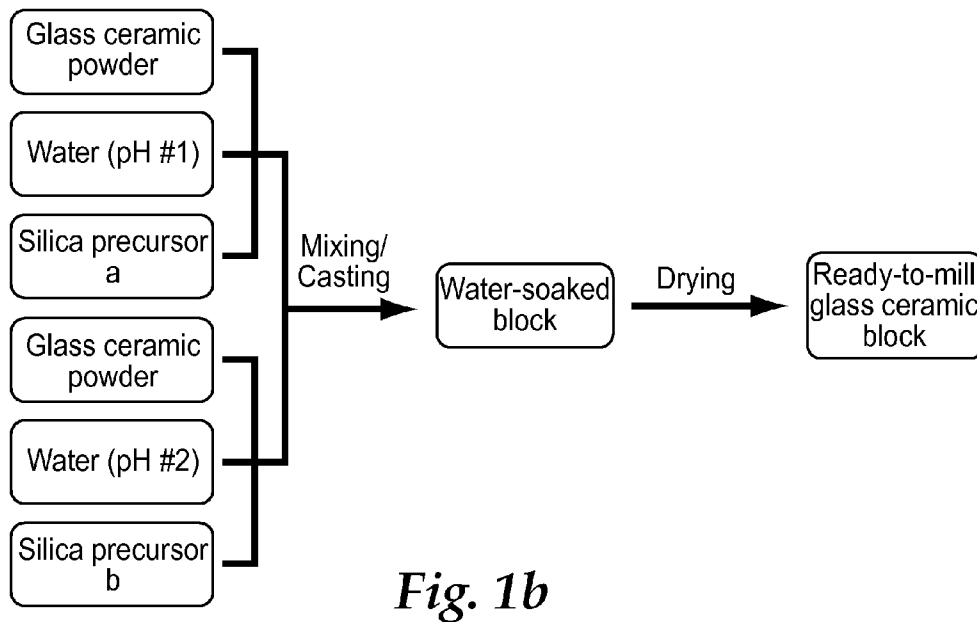 Glass ceramic
powder
Water (pH #1)
Silica precursor
a
Glass ceramic
powder
Water (pH #2)
Silica precursor
b
Mixing/
Casting
Water-soaked
block
Drying
Ready-to-mill
glass ceramic
block
Fig. 1b